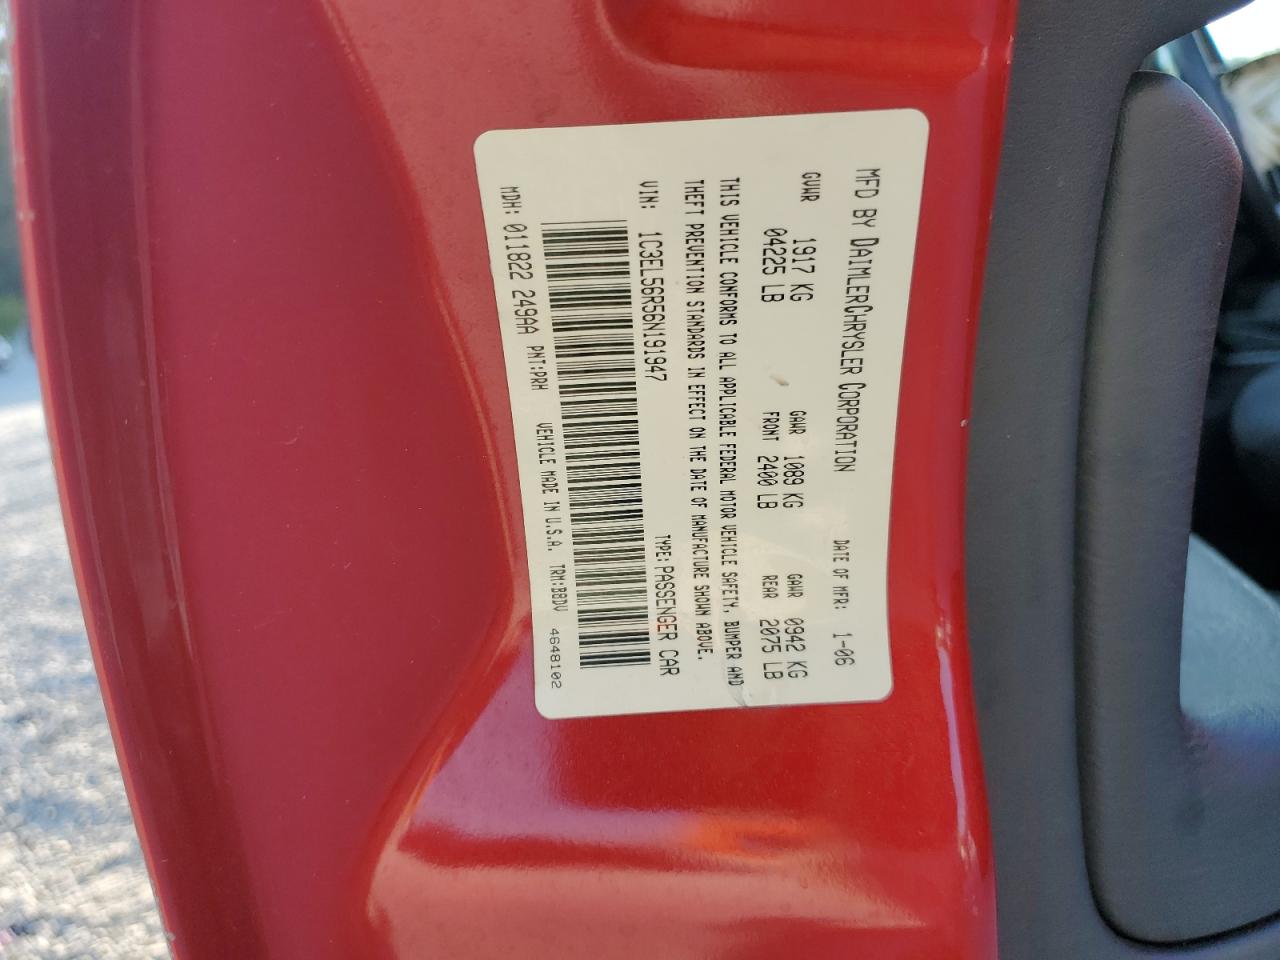 MFD BY DAIMLERCHRYSLER CORPORATION DATE OF MFR: 1-06
GVWR 1917 KG GAWR 1089 KG GAWR 0942 KG
04225 LB FRONT 2400 LB REAR 2075 LB
THIS VEHICLE CONFORMS TO ALL APPLICABLE FEDERAL MOTOR VEHICLE SAFETY, BUMPER AND
THEFT PREVENTION STANDARDS IN EFFECT ON THE DATE OF MANUFACTURE SHOWN ABOVE.
VIN: 1C3EL56R56N191947 TYPE: PASSENGER CAR
MDH: 011822 249AA PNT:PRH VEHICLE MADE IN U.S.A. TRM:B8DV 4648102